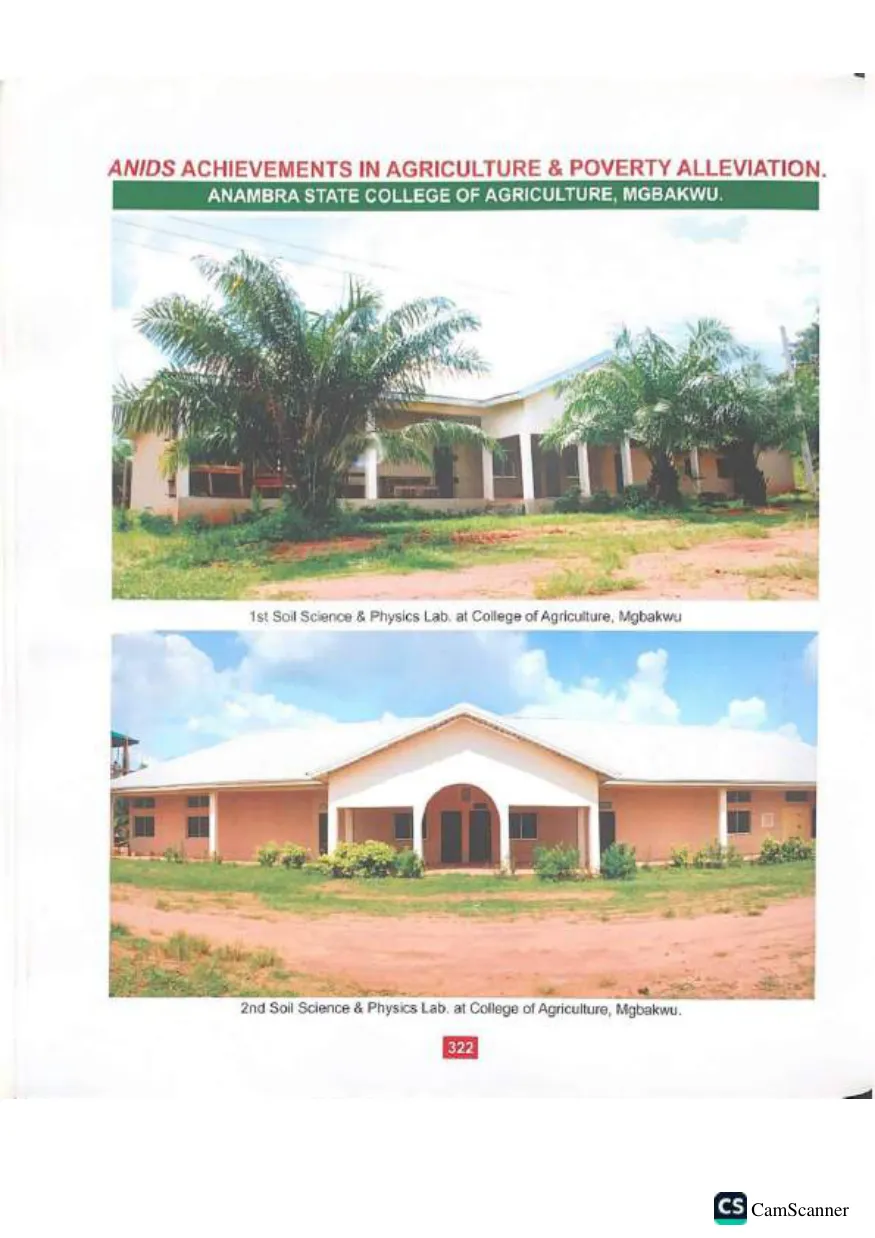 ANIDS ACHIEVEMENTS IN AGRICULTURE & POVERTY ALLEVIATION.
ANAMBRA STATE COLLEGE OF AGRICULTURE, MGBAKWU.
1st Soil Science & Physics Lab. at College of Agriculture, Mgbakwu
2nd Soil Science & Physics Lab. at College of Agriculture, Mgbakwu.
322
CS CamScanner